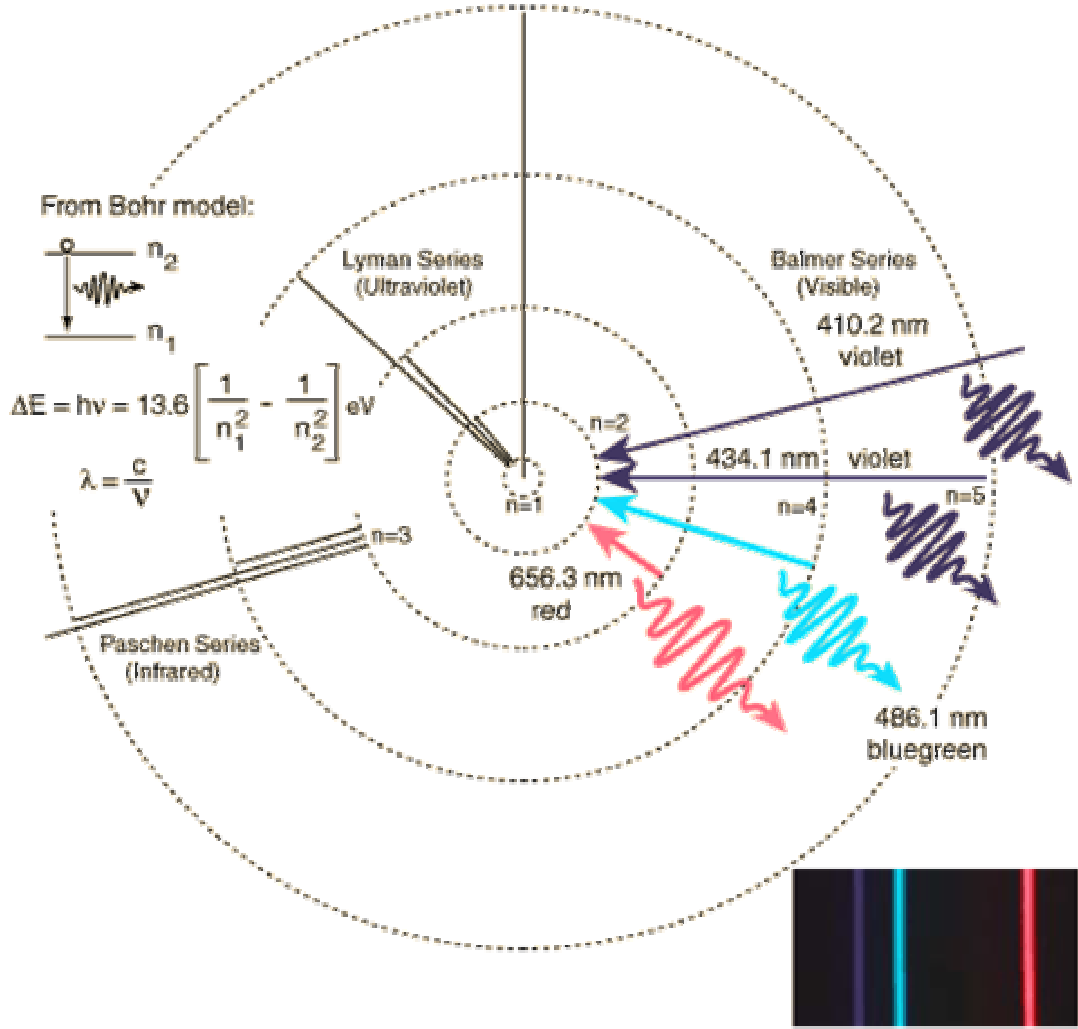 From Bohr model:
n₂
n₁
ΔE = hν = 13.6 [ 1/n₁² - 1/n₂² ] eV
λ = c/ν
Lyman Series
(Ultraviolet)
Balmer Series
(Visible)
410.2 nm
violet
n=2
434.1 nm violet
n=1
n=4
n=5
n=3
656.3 nm
red
Paschen Series
(Infrared)
486.1 nm
bluegreen